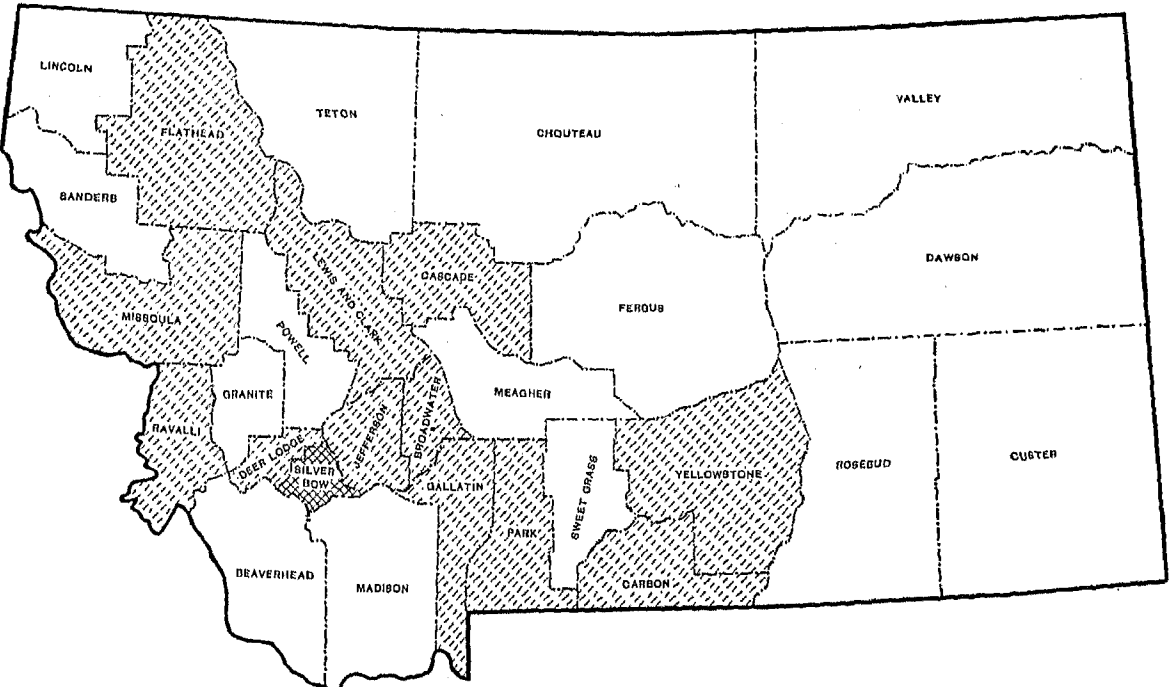 LINCOLN
FLATHEAD
TETON
CHOUTEAU
VALLEY
SANDERS
DAWSON
LEWIS AND CLARK
CASCADE
FERGUS
MISSOULA
POWELL
MEAGHER
GRANITE
JEFFERSON
BROADWATER
RAVALLI
DEER LODGE
SILVER
BOW
GALLATIN
PARK
SWEET GRASS
YELLOWSTONE
ROSEBUD
CUSTER
BEAVERHEAD
MADISON
CARBON